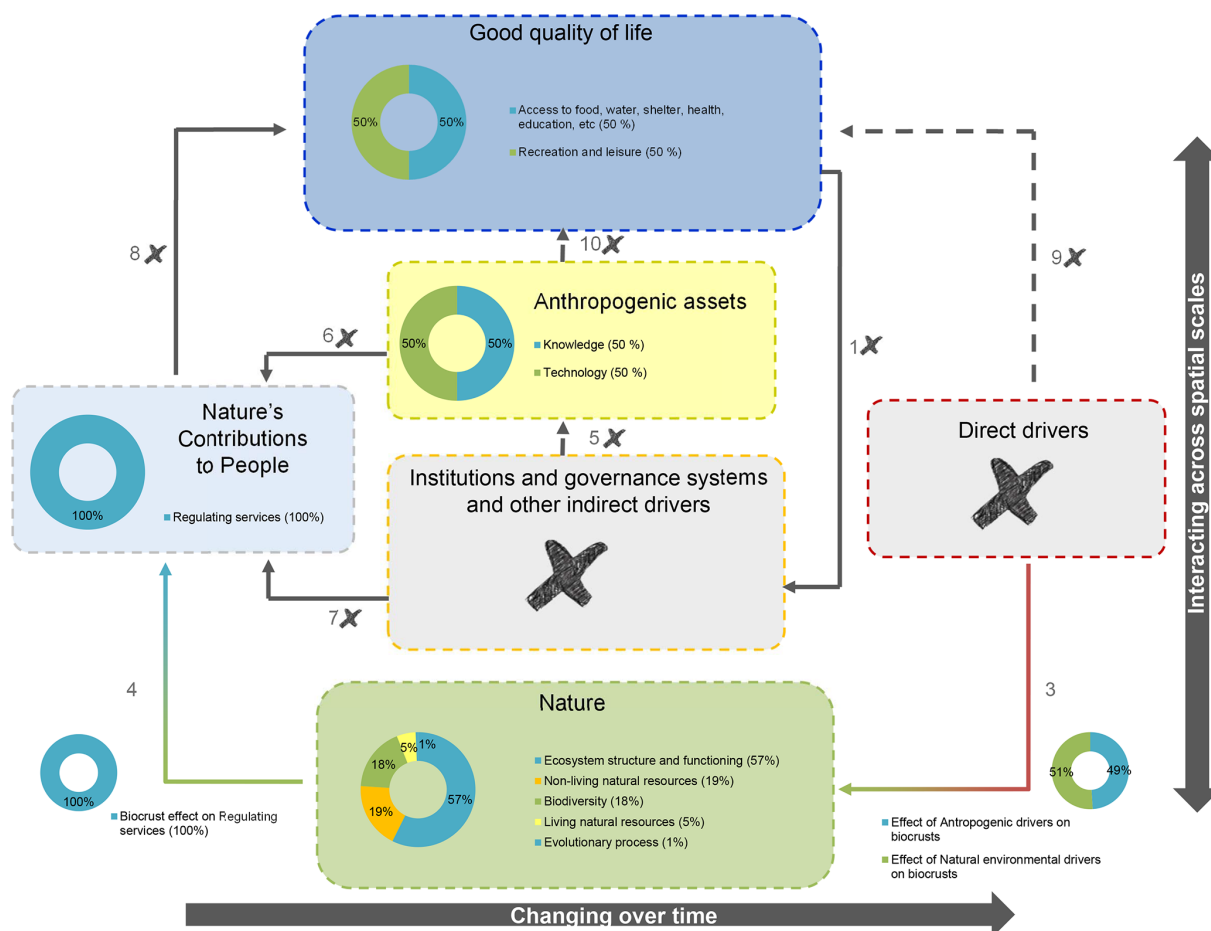 Good quality of life
50%
50%
Access to food, water, shelter, health,
education, etc (50 %)
Recreation and leisure (50 %)
8
10
9
Anthropogenic assets
50%
50%
Knowledge (50 %)
Technology (50 %)
6
1
Nature's
Contributions
to People
100%
Regulating services (100%)
5
Institutions and governance systems
and other indirect drivers
7
Direct drivers
Interacting across spatial scales
4
3
Nature
5%
1%
18%
57%
19%
Ecosystem structure and functioning (57%)
Non-living natural resources (19%)
Biodiversity (18%)
Living natural resources (5%)
Evolutionary process (1%)
100%
Biocrust effect on Regulating
services (100%)
51%
49%
Effect of Antropogenic drivers on
biocrusts
Effect of Natural environmental drivers
on biocrusts
Changing over time